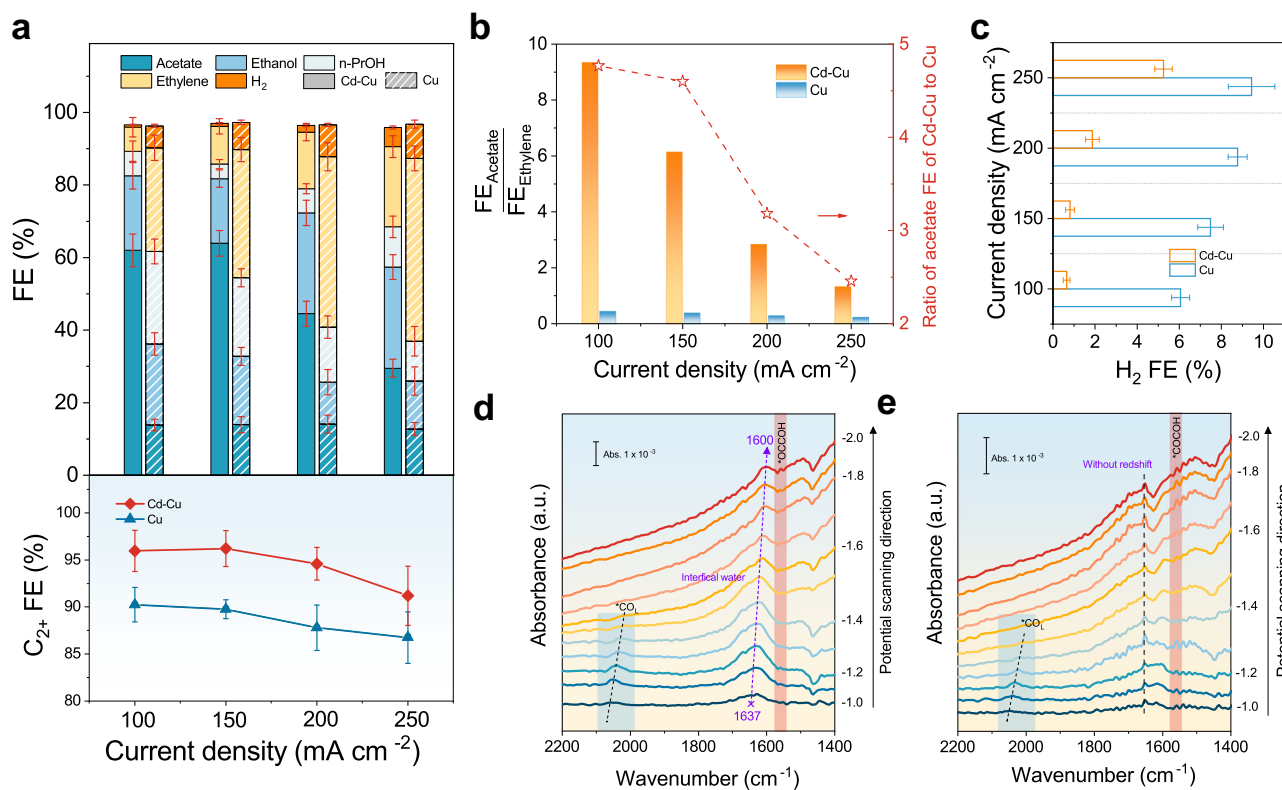 a
Acetate
Ethanol
n-PrOH
Ethylene
H2
Cd-Cu
Cu
100
80
60
40
20
0
FE (%)
Cd-Cu
Cu
100
95
90
85
80
C2+ FE (%)
100
150
200
250
Current density (mA cm-2)
b
10
8
6
4
2
0
FEAcetate
FEEthylene
Cd-Cu
Cu
5
4
3
2
Ratio of acetate FE of Cd-Cu to Cu
100
150
200
250
Current density (mA cm-2)
c
250
200
150
100
Current density (mA cm-2)
Cd-Cu
Cu
0
2
4
6
8
10
H2 FE (%)
d
Abs. 1 x 10-3
1600
*OCCOH
Interfical water
*COL
1637
-2.0
-1.8
-1.6
-1.4
-1.2
-1.0
Potential scanning direction
Absorbance (a.u.)
2200
2000
1800
1600
1400
Wavenumber (cm-1)
e
Abs. 1 x 10-3
Without redshift
*COCOH
*COL
-2.0
-1.8
-1.6
-1.4
-1.2
-1.0
Absorbance (a.u.)
2200
2000
1800
1600
1400
Wavenumber (cm-1)